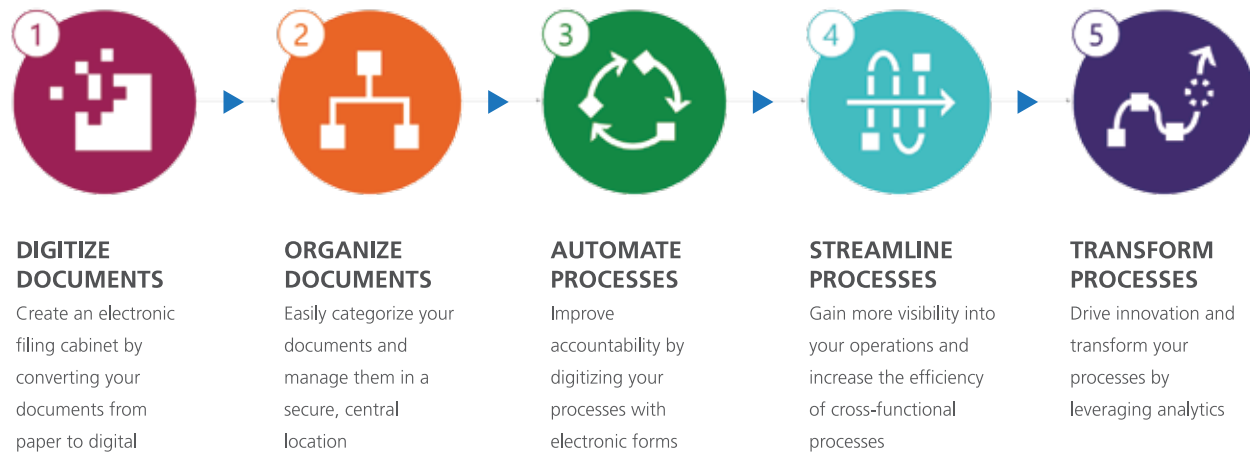 1
2
3
4
5
DIGITIZE
DOCUMENTS
Create an electronic
filing cabinet by
converting your
documents from
paper to digital
ORGANIZE
DOCUMENTS
Easily categorize your
documents and
manage them in a
secure, central
location
AUTOMATE
PROCESSES
Improve
accountability by
digitizing your
processes with
electronic forms
STREAMLINE
PROCESSES
Gain more visibility into
your operations and
increase the efficiency
of cross-functional
processes
TRANSFORM
PROCESSES
Drive innovation and
transform your
processes by
leveraging analytics